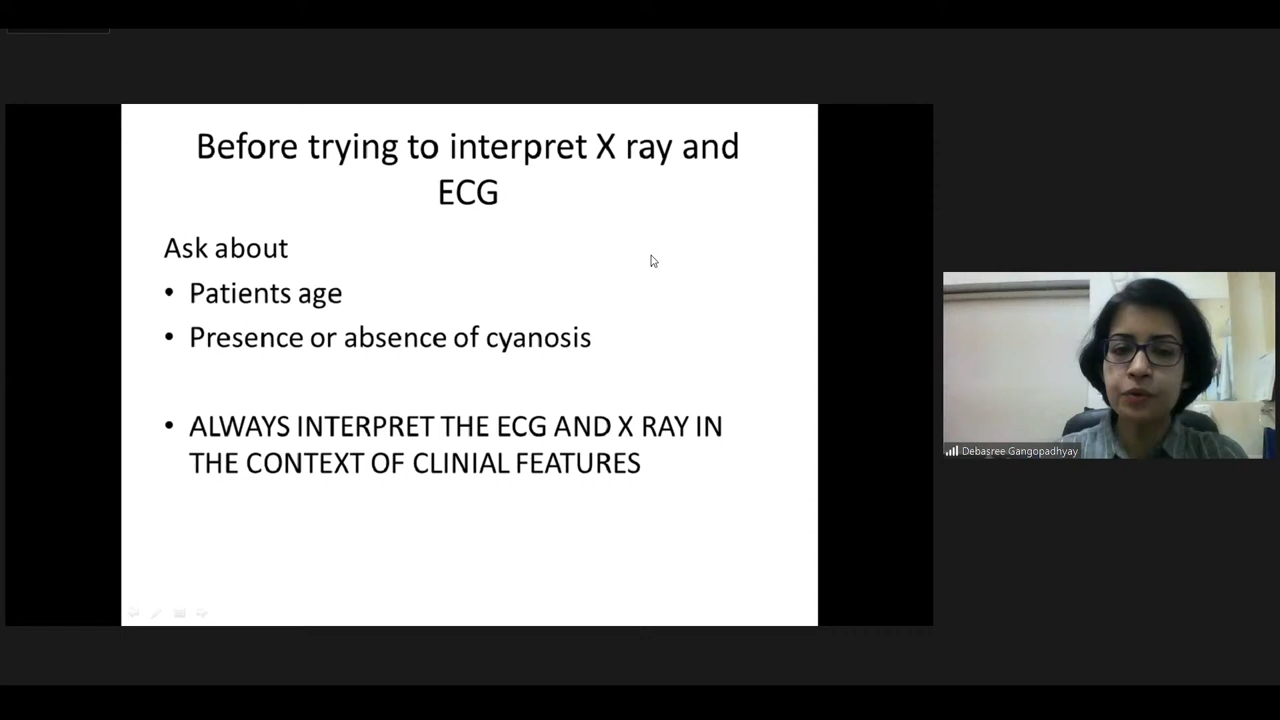 Before trying to interpret X ray and
ECG
Ask about
• Patients age
• Presence or absence of cyanosis
• ALWAYS INTERPRET THE ECG AND X RAY IN
THE CONTEXT OF CLINIAL FEATURES
Debasree Gangopadhyay